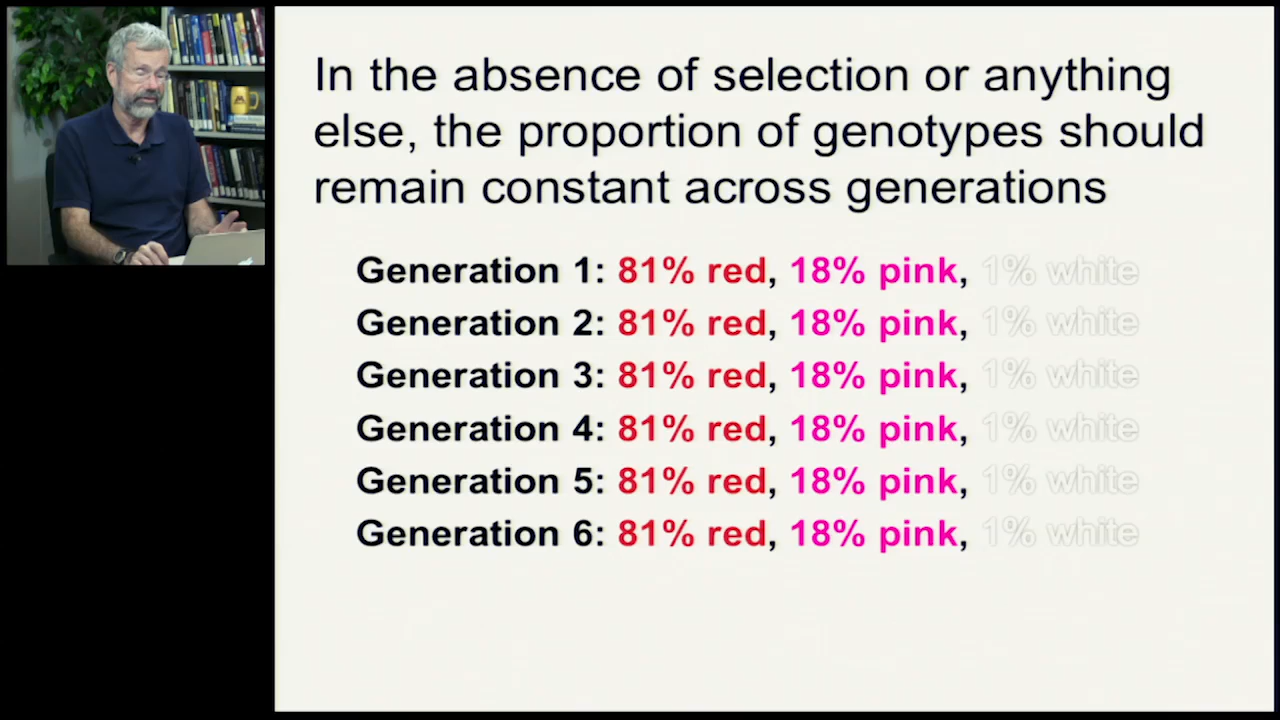 In the absence of selection or anything
else, the proportion of genotypes should
remain constant across generations
Generation 1: 81% red, 18% pink, 1% white
Generation 2: 81% red, 18% pink, 1% white
Generation 3: 81% red, 18% pink, 1% white
Generation 4: 81% red, 18% pink, 1% white
Generation 5: 81% red, 18% pink, 1% white
Generation 6: 81% red, 18% pink, 1% white